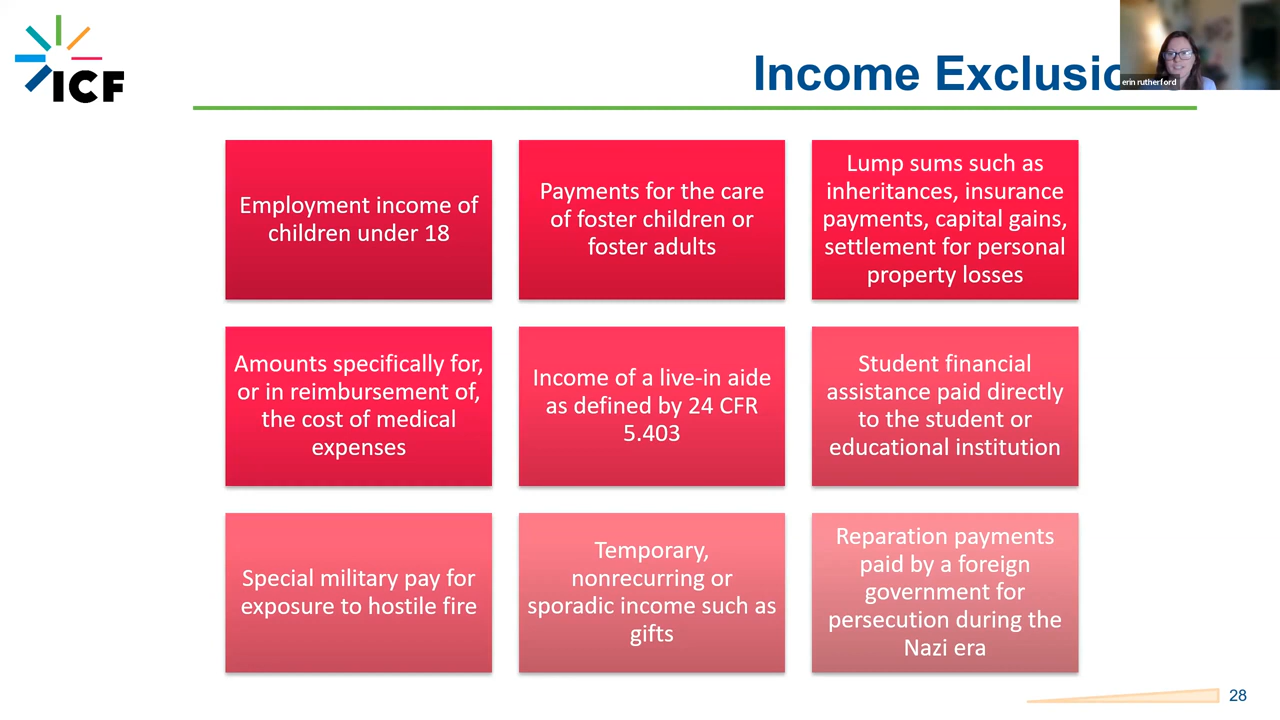 ICF
Income Exclusio
erin rutherford
Employment income of
children under 18
Payments for the care
of foster children or
foster adults
Lump sums such as
inheritances, insurance
payments, capital gains,
settlement for personal
property losses
Amounts specifically for,
or in reimbursement of,
the cost of medical
expenses
Income of a live-in aide
as defined by 24 CFR
5.403
Student financial
assistance paid directly
to the student or
educational institution
Special military pay for
exposure to hostile fire
Temporary,
nonrecurring or
sporadic income such as
gifts
Reparation payments
paid by a foreign
government for
persecution during the
Nazi era
28